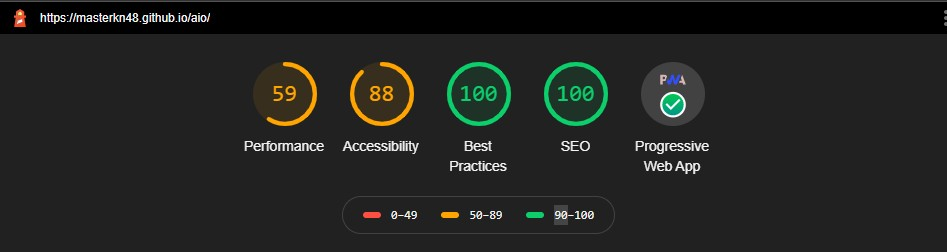 https://masterkn48.github.io/aio/
59
88
100
100
PWA
Performance
Accessibility
Best
Practices
SEO
Progressive
Web App
0-49
50-89
90-100